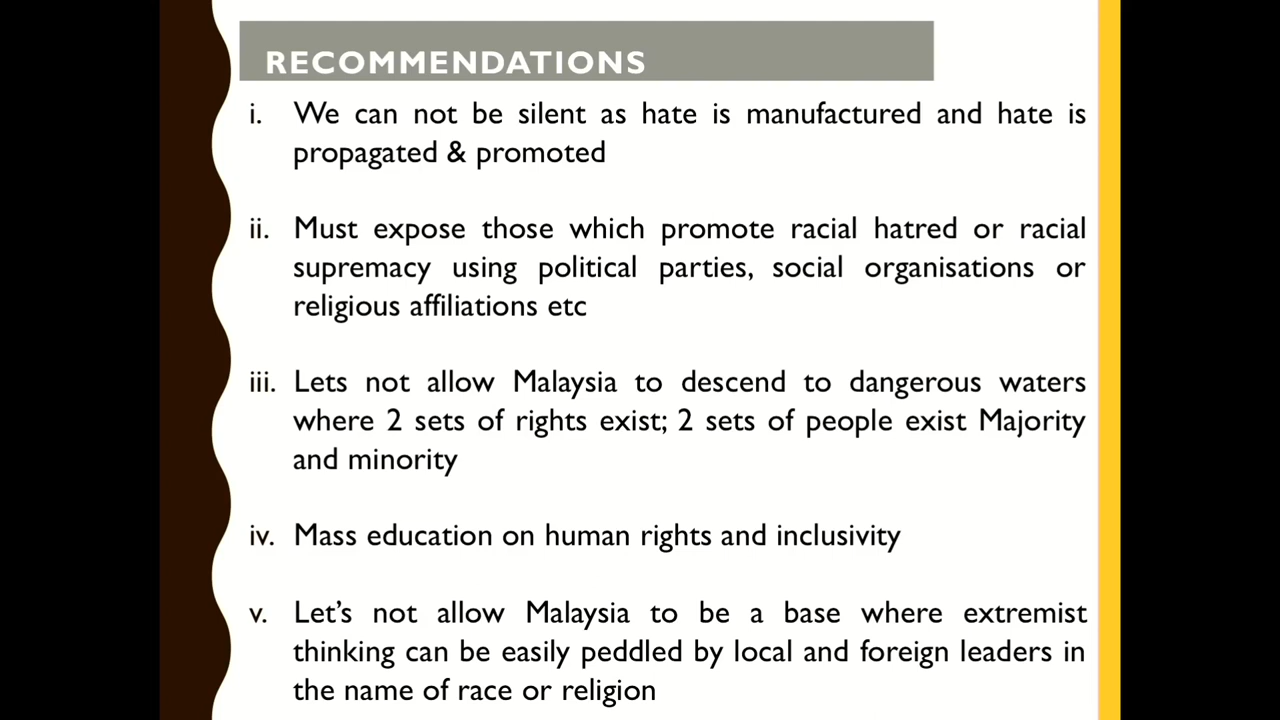 RECOMMENDATIONS
i. We can not be silent as hate is manufactured and hate is
propagated & promoted
ii. Must expose those which promote racial hatred or racial
supremacy using political parties, social organisations or
religious affiliations etc
iii. Lets not allow Malaysia to descend to dangerous waters
where 2 sets of rights exist; 2 sets of people exist Majority
and minority
iv. Mass education on human rights and inclusivity
v. Let’s not allow Malaysia to be a base where extremist
thinking can be easily peddled by local and foreign leaders in
the name of race or religion